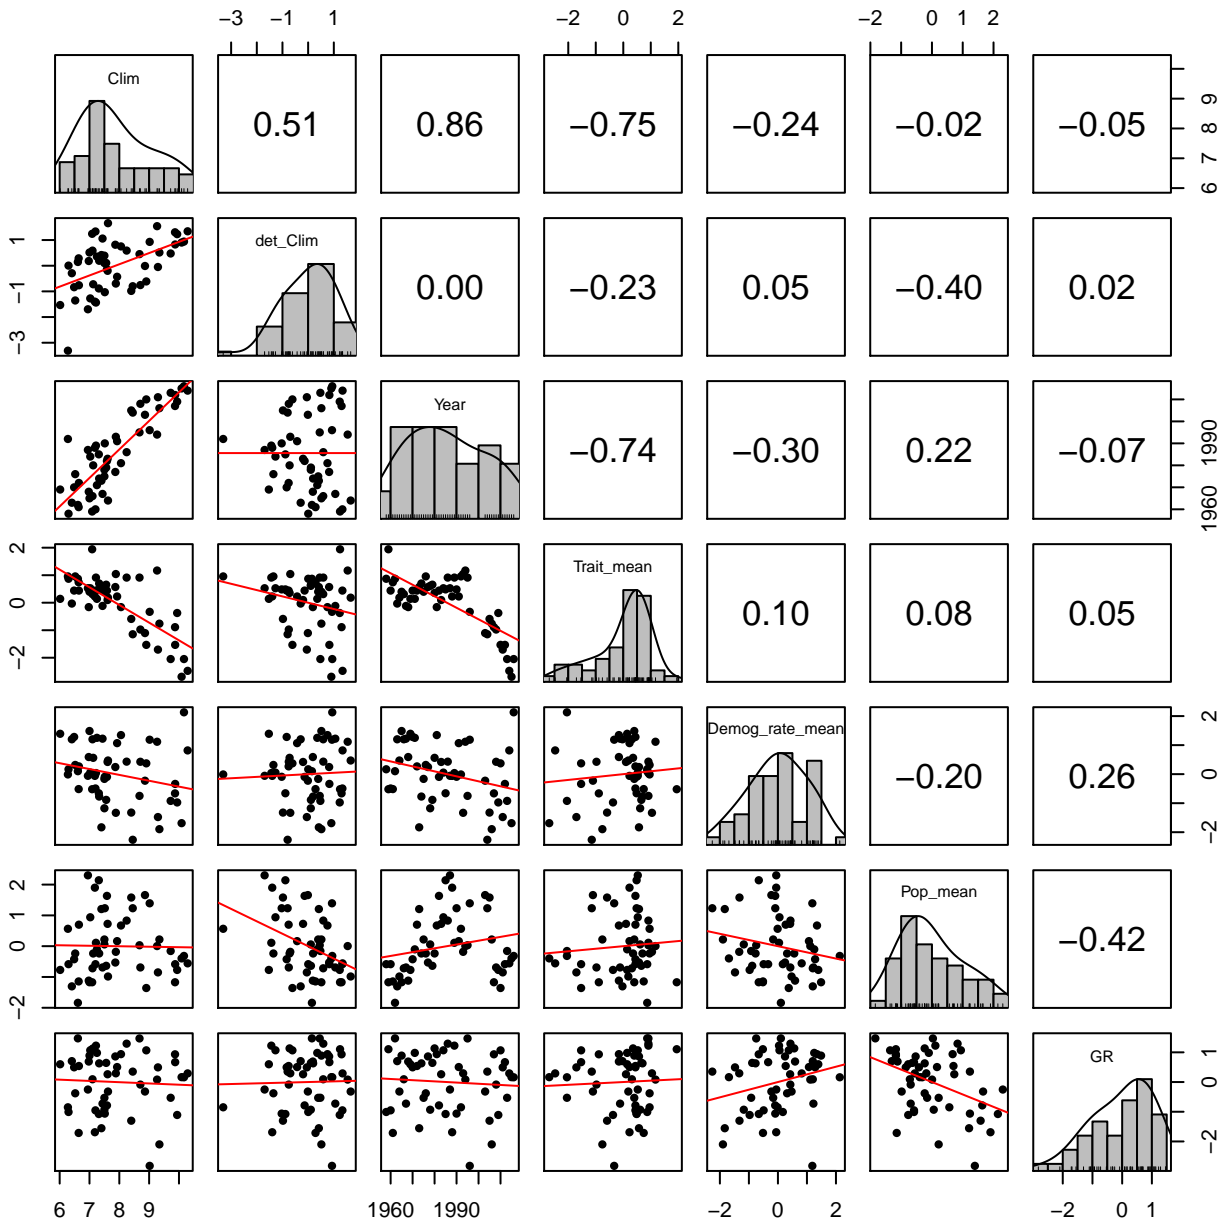 −3 −1 1 −2 0 2 −2 0 2
Clim 0.51 0.86 −0.75 −0.24 −0.02 −0.05 6 7 8 9
1 −1 −3 det_Clim 0.00 −0.23 0.05 −0.40 0.02
Year −0.74 −0.30 0.22 −0.07 1960 1990
2 0 −2 Trait_mean 0.10 0.08 0.05
Demog_rate_mean −0.20 0.26 2 0 −2
2 1 0 −2 Pop_mean −0.42
GR 1 0 −2
6 7 8 9 1960 1990 −2 0 2 −2 0 1